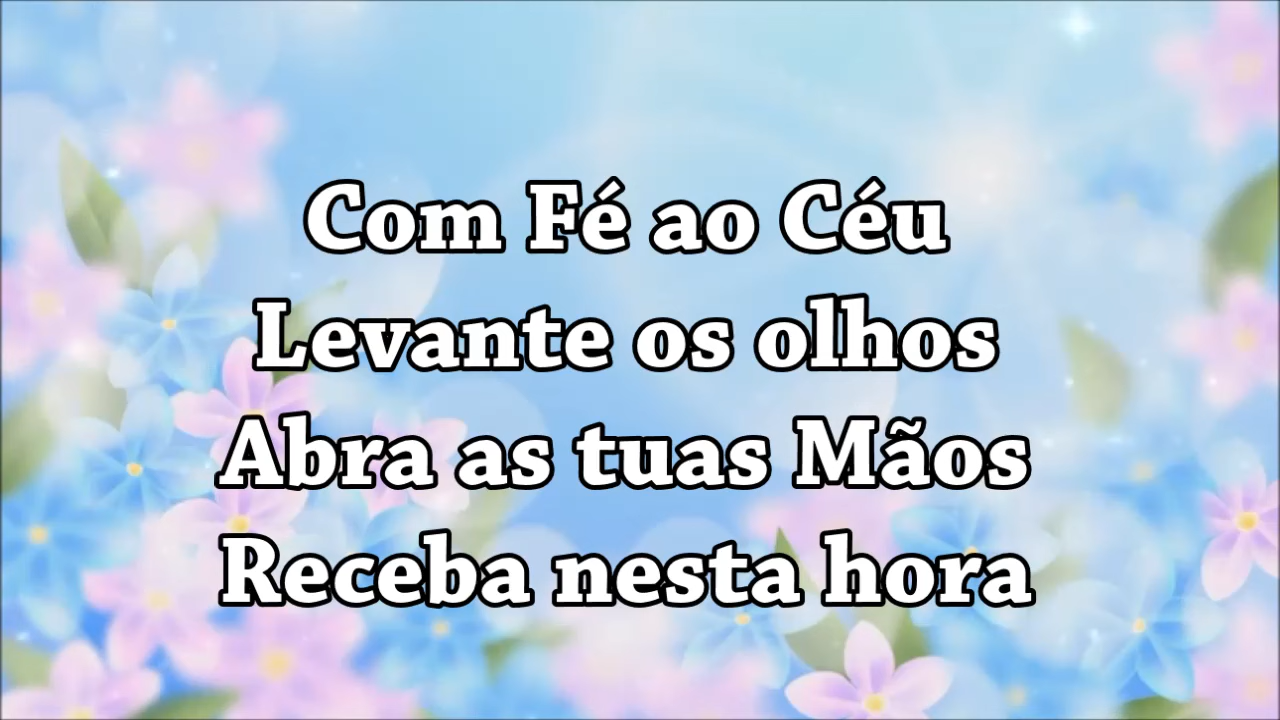 Com Fé ao Céu
Levante os olhos
Abra as tuas Mãos
Receba nesta hora